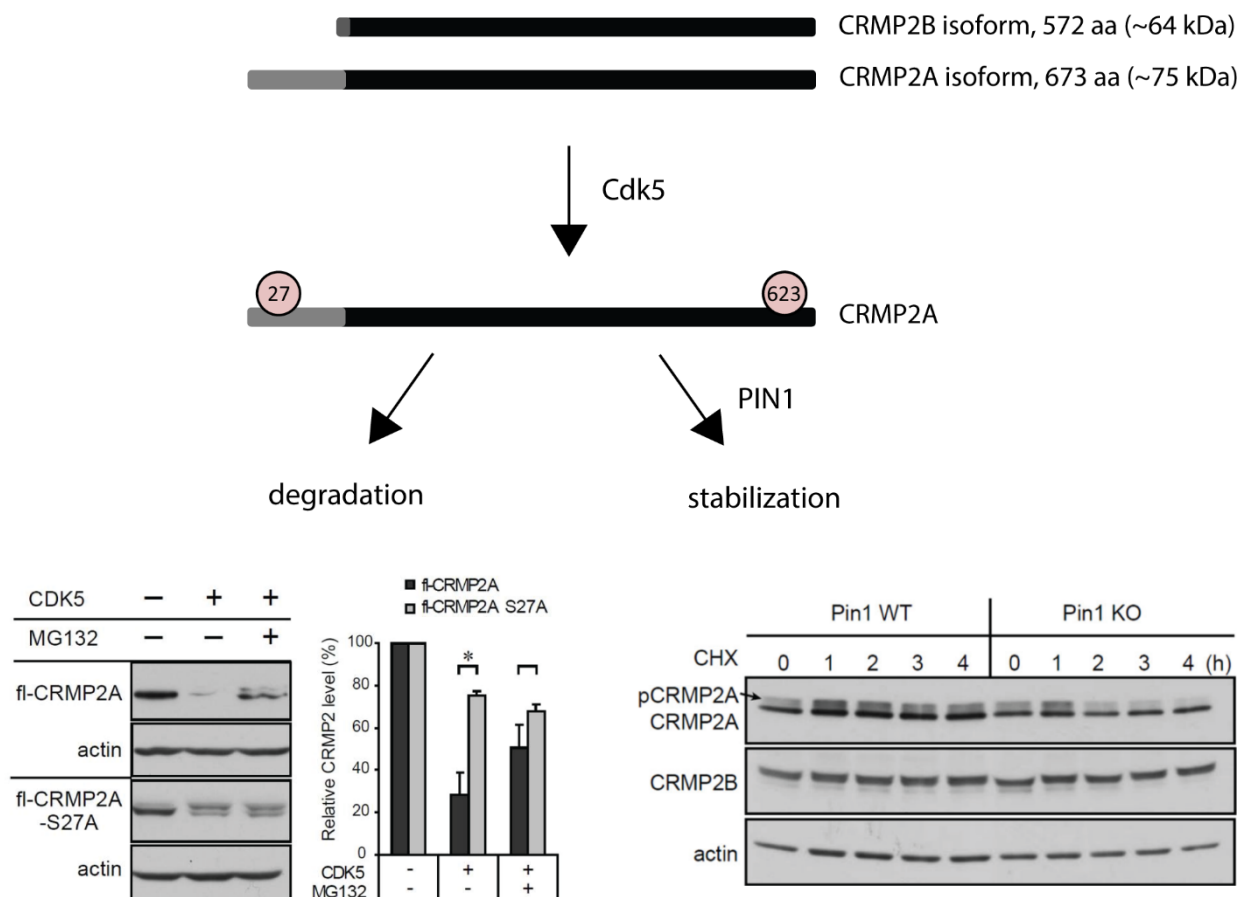 CRMP2B isoform, 572 aa (~64 kDa)
CRMP2A isoform, 673 aa (~75 kDa)
Cdk5
27
623
CRMP2A
PIN1
degradation
stabilization
CDK5 – + +
MG132 – – +
fl-CRMP2A
actin
fl-CRMP2A
-S27A
actin
fl-CRMP2A
fl-CRMP2A S27A
Relative CRMP2 level (%)
100
80
60
40
20
0
*
CDK5 - + +
MG132 - - +
Pin1 WT Pin1 KO
CHX 0 1 2 3 4 0 1 2 3 4 (h)
pCRMP2A
CRMP2A
CRMP2B
actin